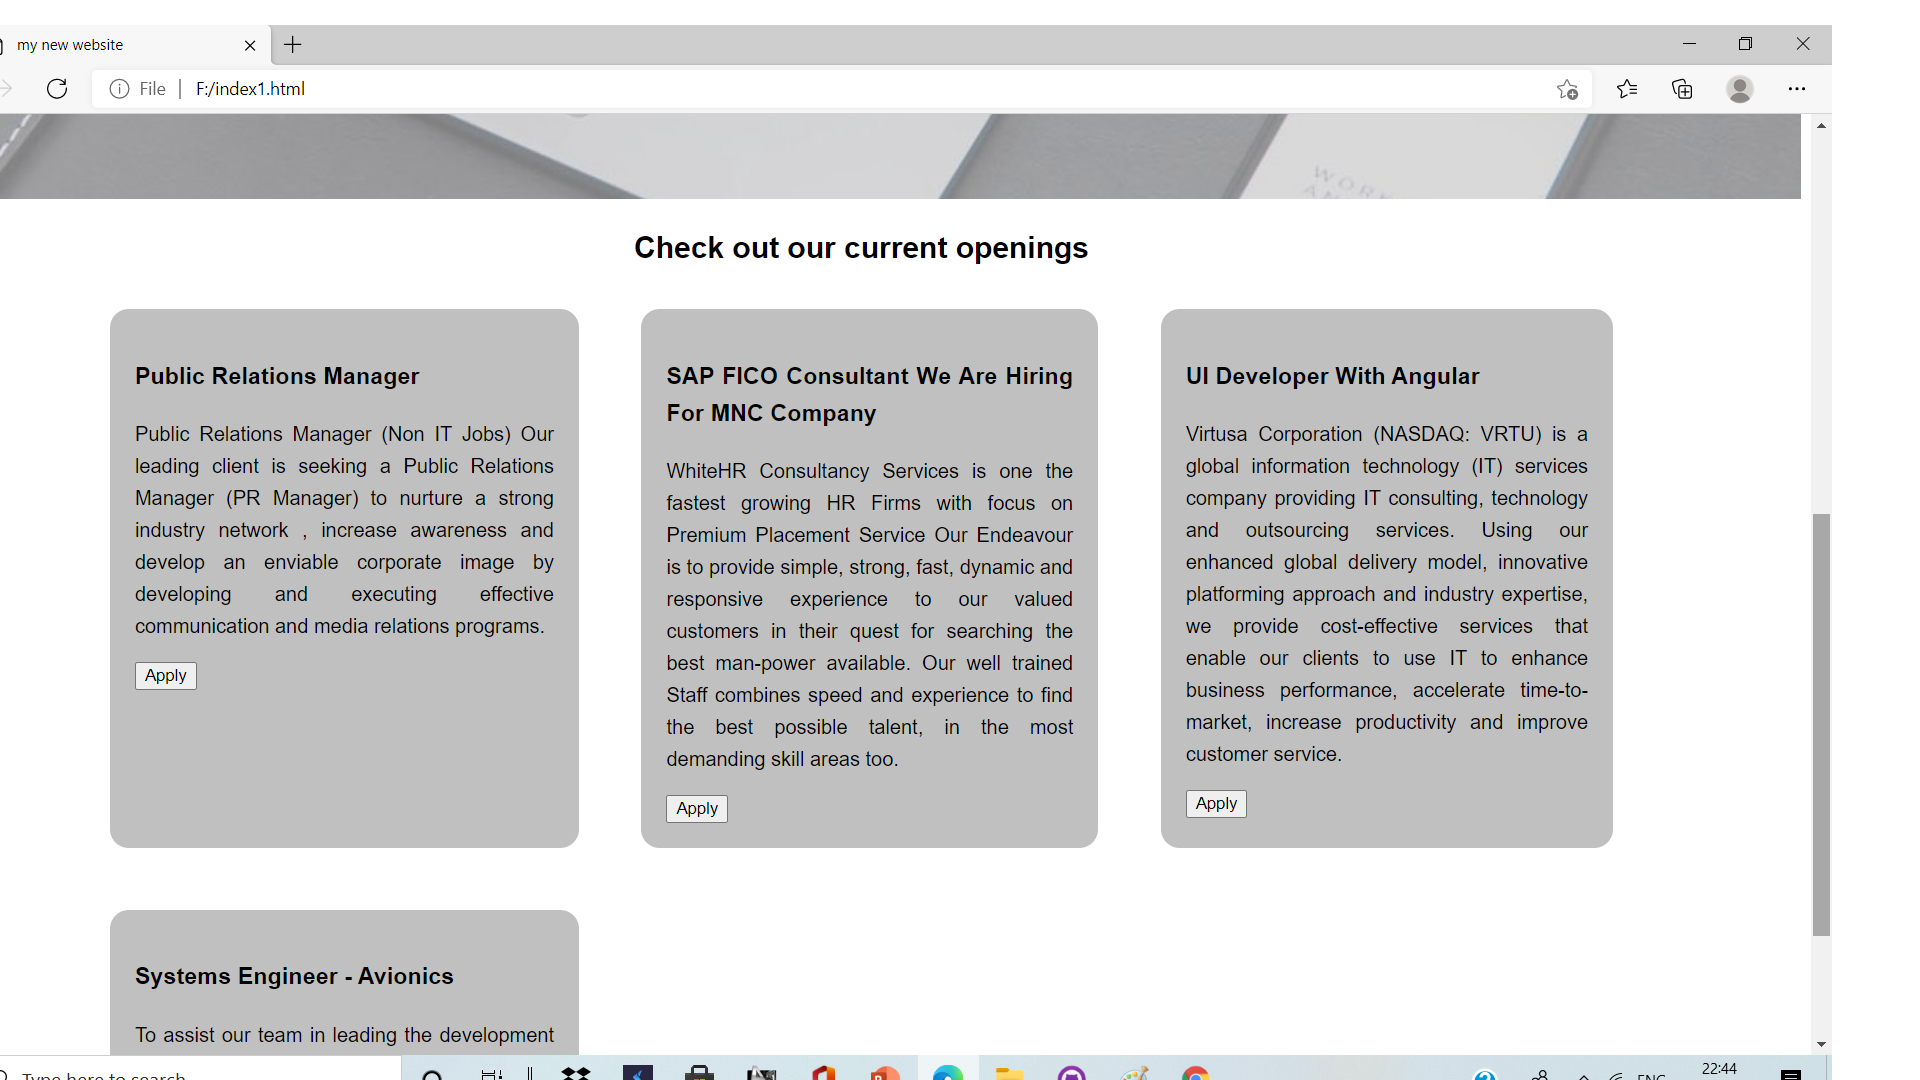 my new website
File
F:/index1.html
WORK
Check out our current openings
Public Relations Manager
Public Relations Manager (Non IT Jobs) Our
leading client is seeking a Public Relations
Manager (PR Manager) to nurture a strong
industry network , increase awareness and
develop an enviable corporate image by
developing and executing effective
communication and media relations programs.
Apply
SAP FICO Consultant We Are Hiring
For MNC Company
WhiteHR Consultancy Services is one the
fastest growing HR Firms with focus on
Premium Placement Service Our Endeavour
is to provide simple, strong, fast, dynamic and
responsive experience to our valued
customers in their quest for searching the
best man-power available. Our well trained
Staff combines speed and experience to find
the best possible talent, in the most
demanding skill areas too.
Apply
UI Developer With Angular
Virtusa Corporation (NASDAQ: VRTU) is a
global information technology (IT) services
company providing IT consulting, technology
and outsourcing services. Using our
enhanced global delivery model, innovative
platforming approach and industry expertise,
we provide cost-effective services that
enable our clients to use IT to enhance
business performance, accelerate time-to-
market, increase productivity and improve
customer service.
Apply
Systems Engineer - Avionics
To assist our team in leading the development
Type here to search
ENG
22:44